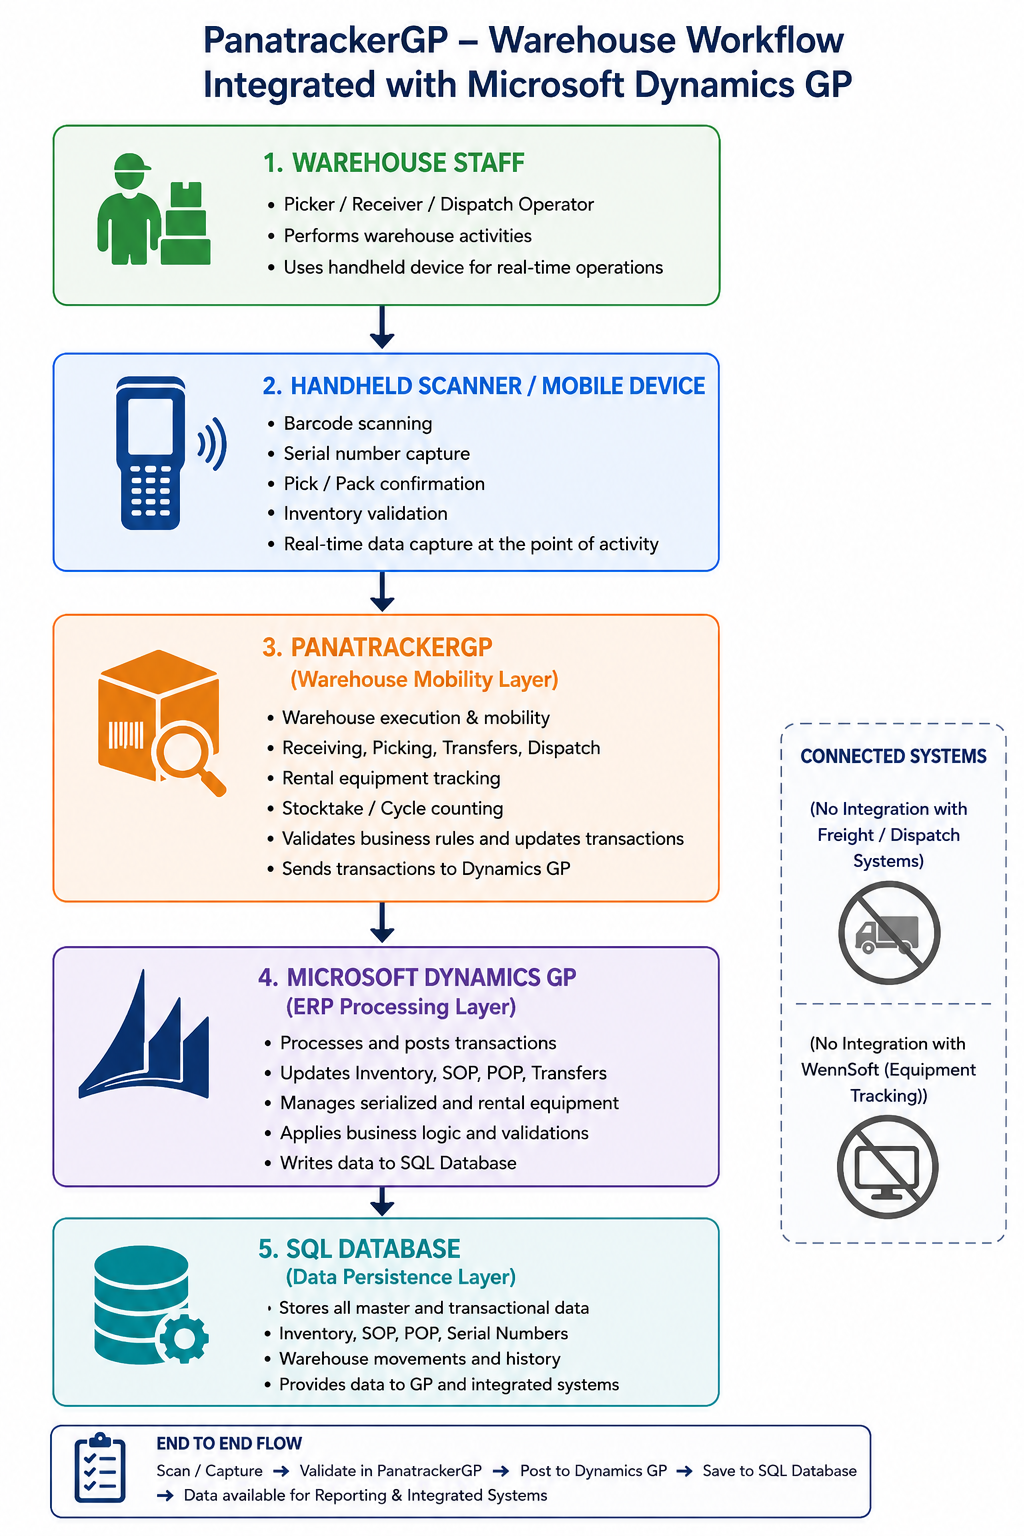 PanatrackerGP – Warehouse Workflow
Integrated with Microsoft Dynamics GP
1. WAREHOUSE STAFF
• Picker / Receiver / Dispatch Operator
• Performs warehouse activities
• Uses handheld device for real-time operations
2. HANDHELD SCANNER / MOBILE DEVICE
• Barcode scanning
• Serial number capture
• Pick / Pack confirmation
• Inventory validation
• Real-time data capture at the point of activity
3. PANATRACKERGP
(Warehouse Mobility Layer)
• Warehouse execution & mobility
• Receiving, Picking, Transfers, Dispatch
• Rental equipment tracking
• Stocktake / Cycle counting
• Validates business rules and updates transactions
• Sends transactions to Dynamics GP
4. MICROSOFT DYNAMICS GP
(ERP Processing Layer)
• Processes and posts transactions
• Updates Inventory, SOP, POP, Transfers
• Manages serialized and rental equipment
• Applies business logic and validations
• Writes data to SQL Database
5. SQL DATABASE
(Data Persistence Layer)
• Stores all master and transactional data
• Inventory, SOP, POP, Serial Numbers
• Warehouse movements and history
• Provides data to GP and integrated systems
CONNECTED SYSTEMS
(No Integration with
Freight / Dispatch
Systems)
(No Integration with
WennSoft (Equipment
Tracking))
END TO END FLOW
Scan / Capture → Validate in PanatrackerGP → Post to Dynamics GP → Save to SQL Database
→ Data available for Reporting & Integrated Systems